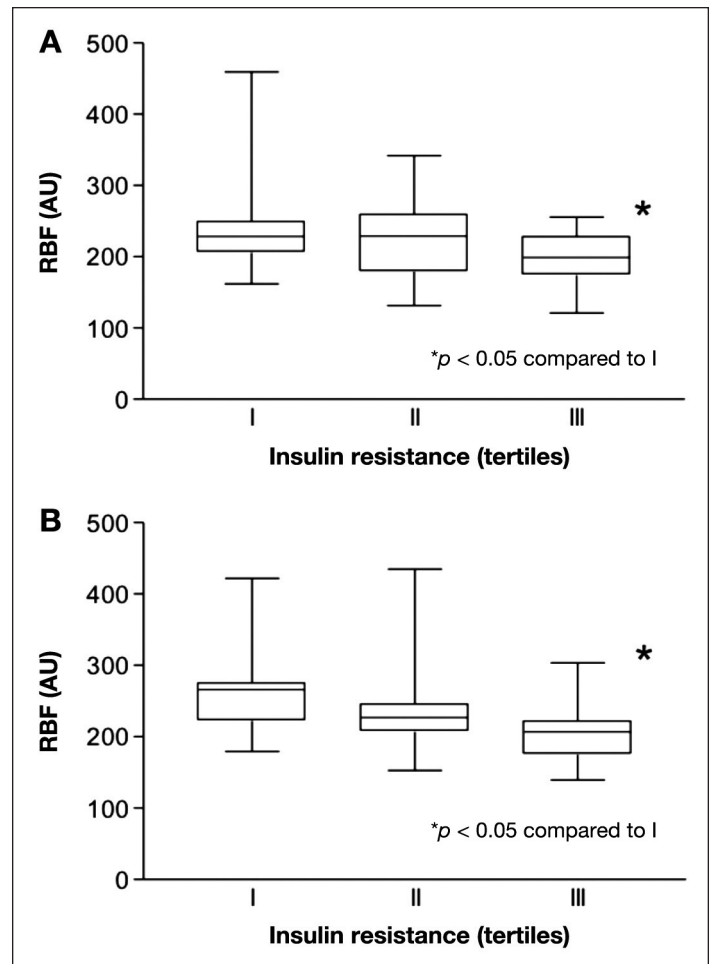 A
500
400
300
200
100
0
RBF (AU)
*
*p < 0.05 compared to I
I II III
Insulin resistance (tertiles)
B
500
400
300
200
100
0
RBF (AU)
*
*p < 0.05 compared to I
I II III
Insulin resistance (tertiles)